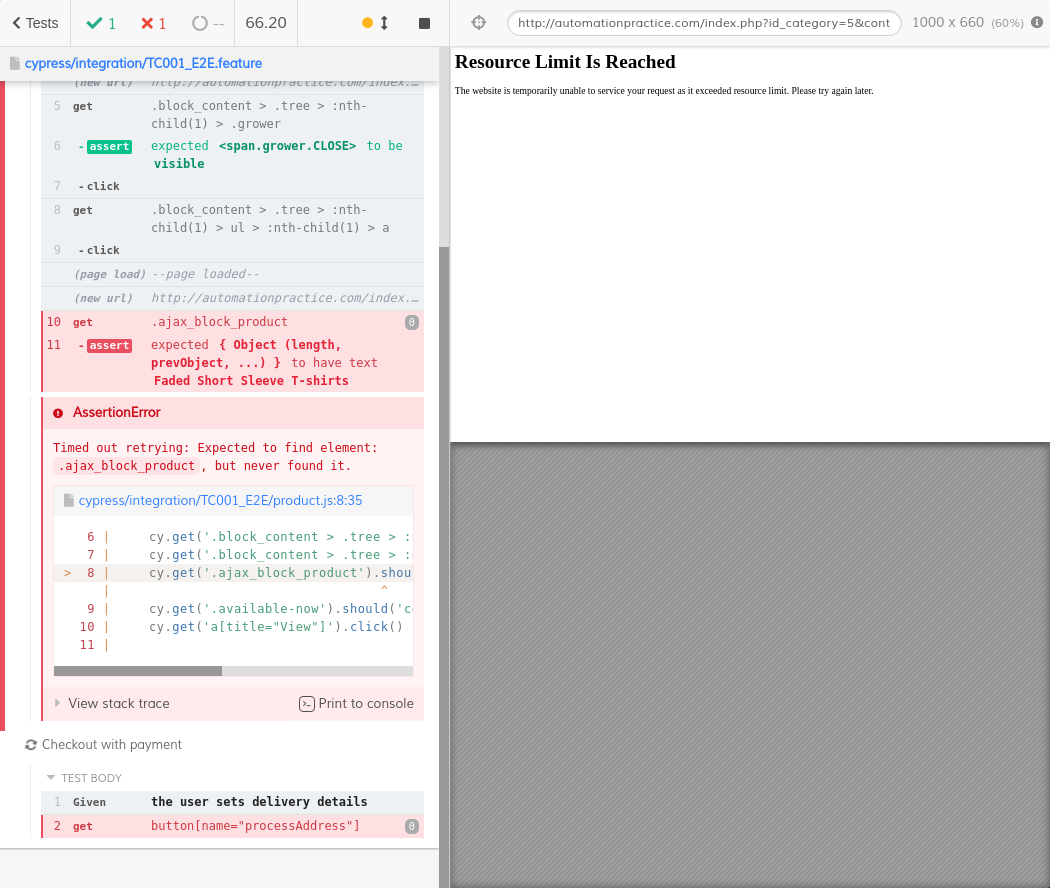 Tests
1
1
--
66.20
http://automationpractice.com/index.php?id_category=5&cont
1000 x 660 (60%)
cypress/integration/TC001_E2E.feature
(new url) http://automationpractice.com/index.…
5 get .block_content > .tree > :nth-
child(1) > .grower
6 -assert expected <span.grower.CLOSE> to be
visible
7 -click
8 get .block_content > .tree > :nth-
child(1) > ul > :nth-child(1) > a
9 -click
(page load) --page loaded--
(new url) http://automationpractice.com/index.…
10 get .ajax_block_product 0
11 -assert expected { Object (length,
prevObject, ...) } to have text
Faded Short Sleeve T-shirts
AssertionError
Timed out retrying: Expected to find element:
.ajax_block_product, but never found it.
cypress/integration/TC001_E2E/product.js:8:35
6 | cy.get('.block_content > .tree > :
7 | cy.get('.block_content > .tree > :
> 8 | cy.get('.ajax_block_product').shou
| ^
9 | cy.get('.available-now').should('c
10 | cy.get('a[title="View"]').click()
11 |
View stack trace
Print to console
Checkout with payment
TEST BODY
1 Given the user sets delivery details
2 get button[name="processAddress"] 0
Resource Limit Is Reached
The website is temporarily unable to service your request as it exceeded resource limit. Please try again later.